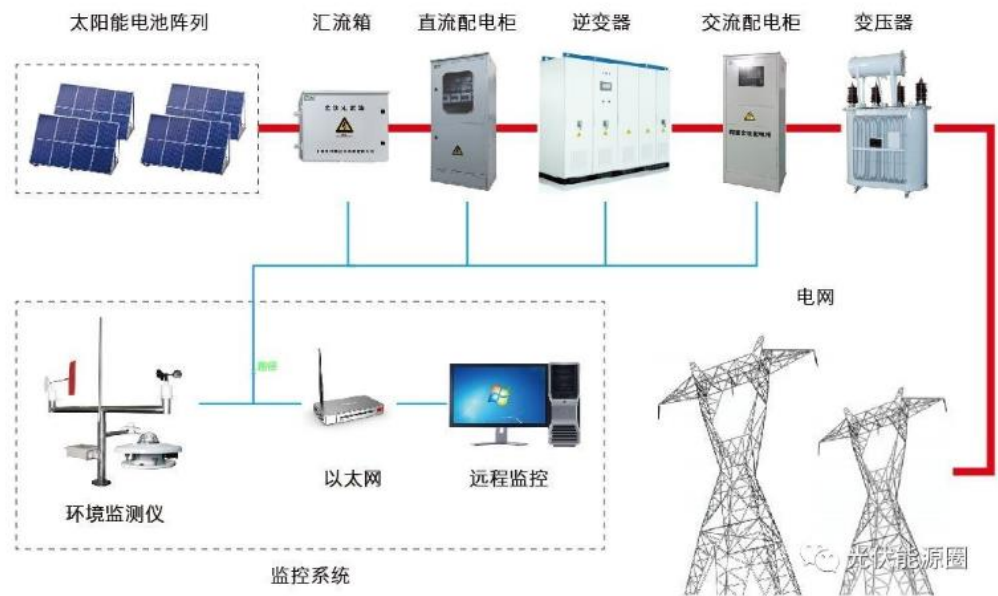 太阳能电池阵列
汇流箱
直流配电柜
逆变器
交流配电柜
变压器
电网
以太网
远程监控
环境监测仪
监控系统
光伏能源圈